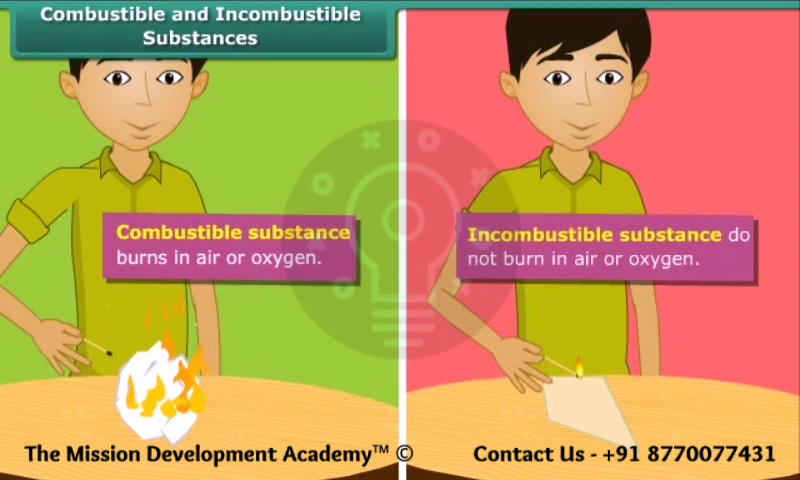 Combustible and Incombustible
Substances
Combustible substance
burns in air or oxygen.
Incombustible substance do
not burn in air or oxygen.
The Mission Development Academy™ ©
Contact Us - +91 8770077431